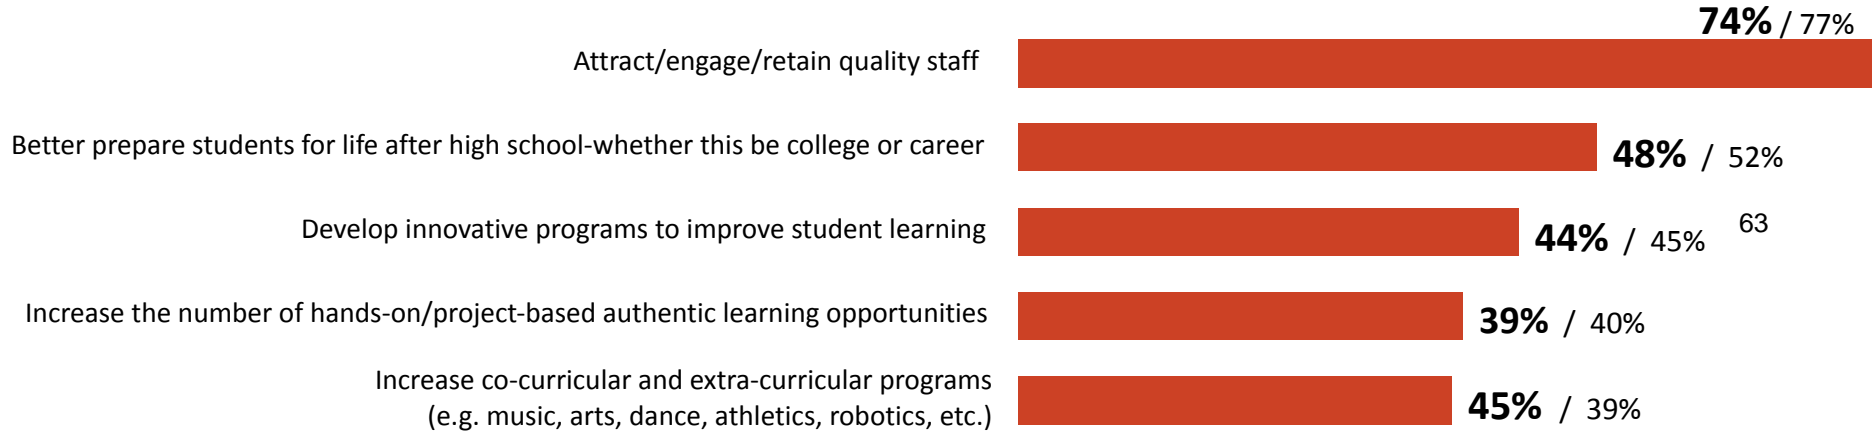 74% / 77%
Attract/engage/retain quality staff
Better prepare students for life after high school-whether this be college or career
48% / 52%
Develop innovative programs to improve student learning
44% / 45%
63
Increase the number of hands-on/project-based authentic learning opportunities
39% / 40%
Increase co-curricular and extra-curricular programs
(e.g. music, arts, dance, athletics, robotics, etc.)
45% / 39%